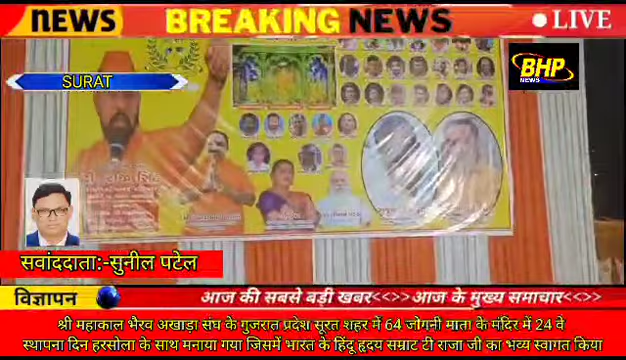 NEWS BREAKING NEWS LIVE
SURAT
BHP
NEWS
सवांददाता:-सुनील पटेल
विज्ञापन
आज की सबसे बड़ी खबर<<>>आज के मुख्य समाचार<<>>
श्री महाकाल भैरव अखाड़ा संघ के गुजरात प्रदेश सूरत शहर में 64 जोगनी माता के मंदिर में 24 वे
स्थापना दिन हरसोला के साथ मनाया गया जिसमें भारत के हिंदू हृदय सम्राट टी राजा जी का भव्य स्वागत किया